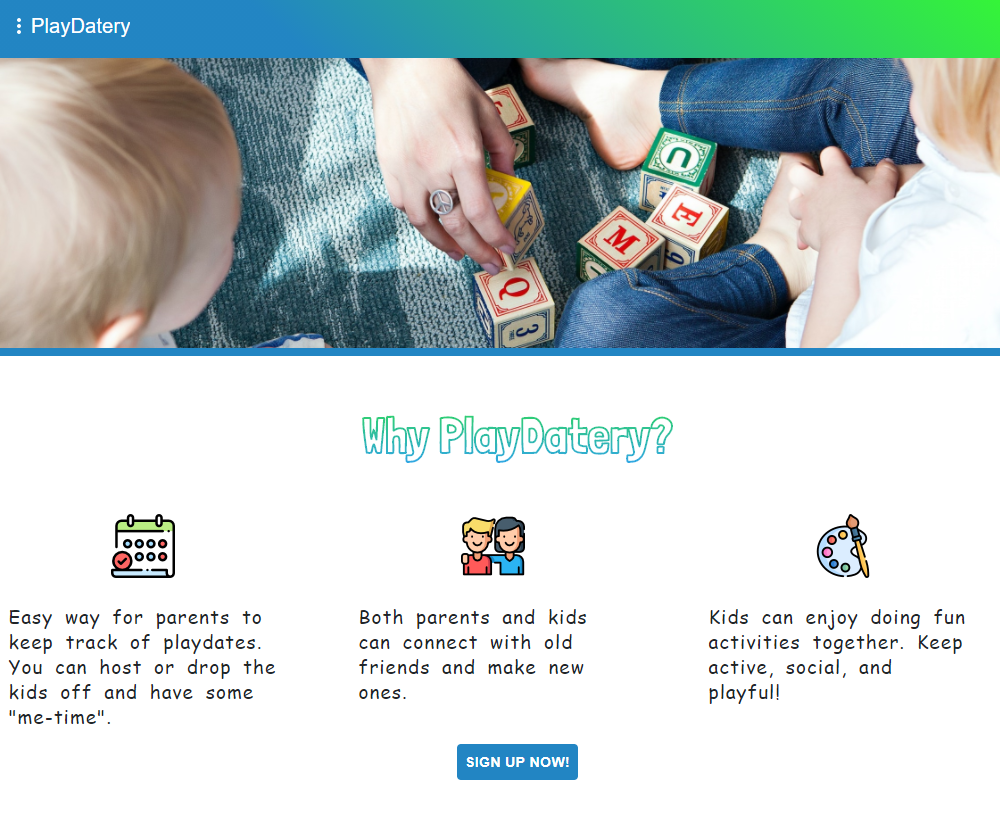 PlayDatery
U
E
M
Q
3
Why PlayDatery?
Easy way for parents to
keep track of playdates.
You can host or drop the
kids off and have some
"me-time".
Both parents and kids
can connect with old
friends and make new
ones.
Kids can enjoy doing fun
activities together. Keep
active, social, and
playful!
SIGN UP NOW!